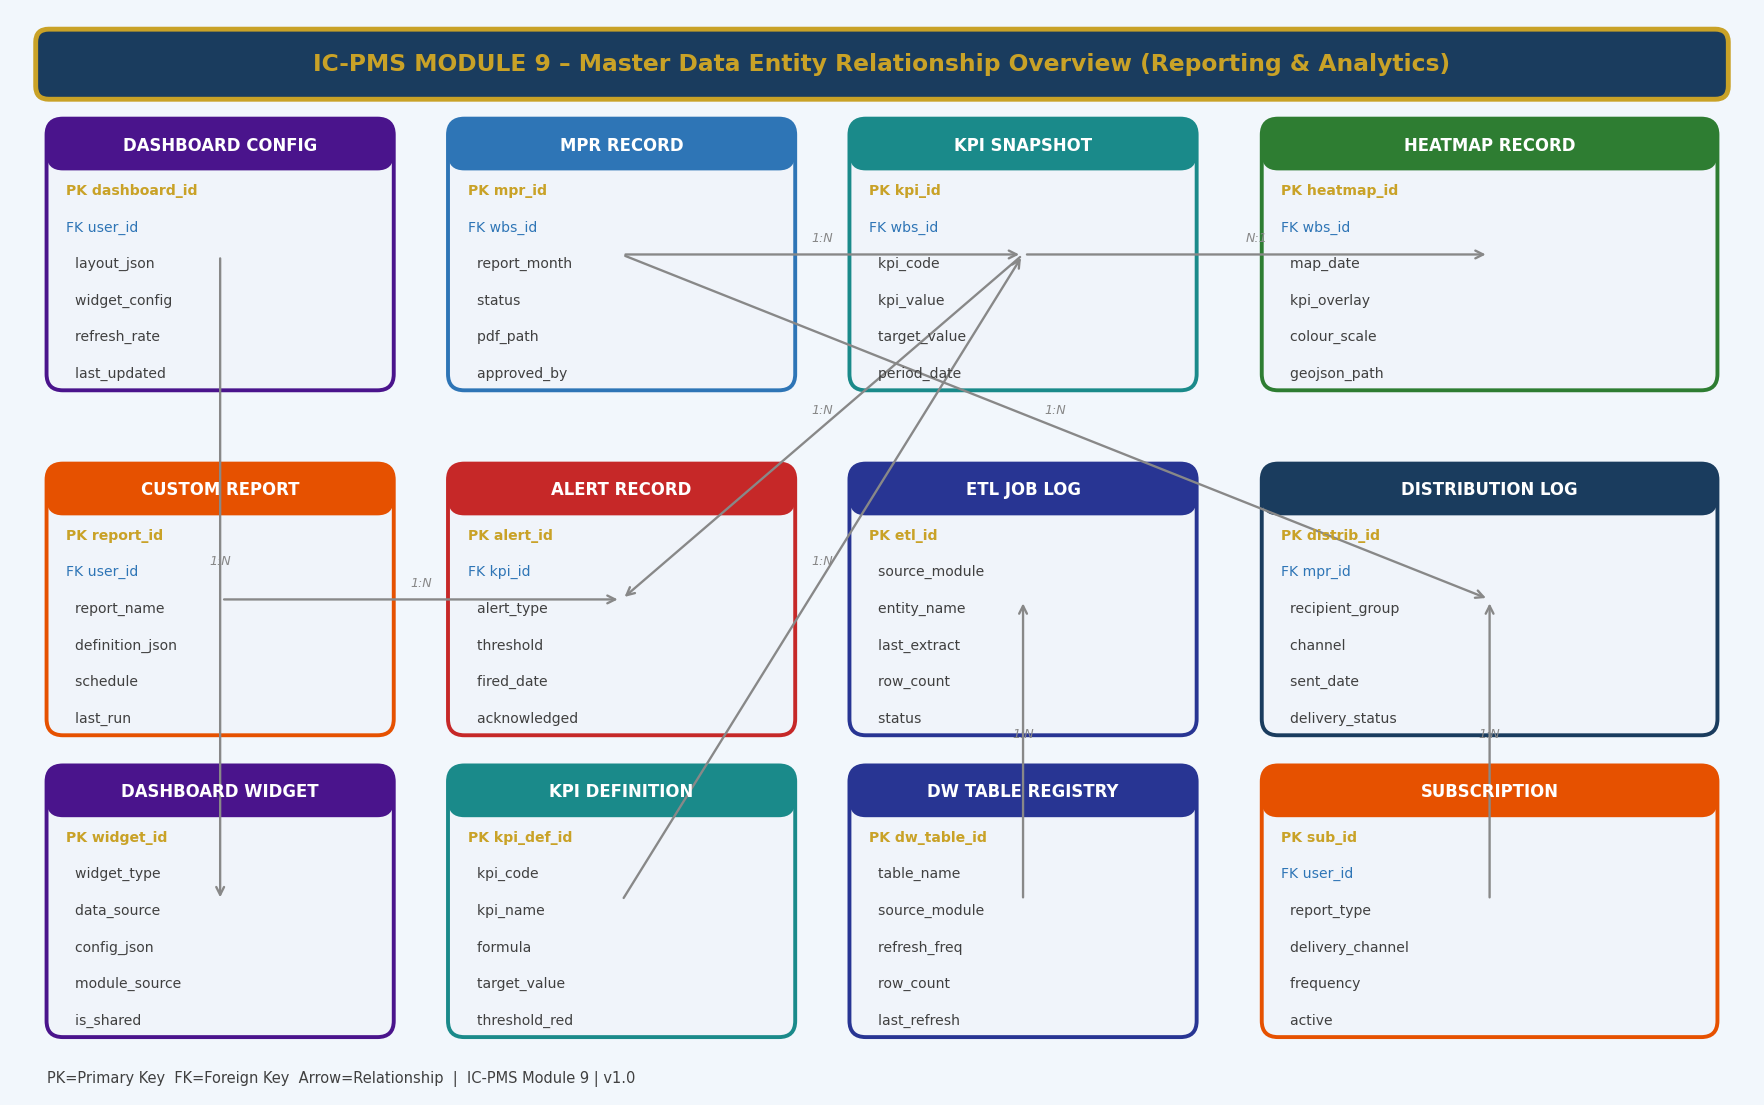 IC-PMS MODULE 9 – Master Data Entity Relationship Overview (Reporting & Analytics)
DASHBOARD CONFIG
PK dashboard_id
FK user_id
layout_json
widget_config
refresh_rate
last_updated
MPR RECORD
PK mpr_id
FK wbs_id
report_month
status
pdf_path
approved_by
1:N
KPI SNAPSHOT
PK kpi_id
FK wbs_id
kpi_code
kpi_value
target_value
period_date
N:1
HEATMAP RECORD
PK heatmap_id
FK wbs_id
map_date
kpi_overlay
colour_scale
geojson_path
1:N
1:N
CUSTOM REPORT
PK report_id
FK user_id
report_name
definition_json
schedule
last_run
1:N
1:N
ALERT RECORD
PK alert_id
FK kpi_id
alert_type
threshold
fired_date
acknowledged
1:N
ETL JOB LOG
PK etl_id
source_module
entity_name
last_extract
row_count
status
1:N
DISTRIBUTION LOG
PK distrib_id
FK mpr_id
recipient_group
channel
sent_date
delivery_status
1:N
DASHBOARD WIDGET
PK widget_id
widget_type
data_source
config_json
module_source
is_shared
KPI DEFINITION
PK kpi_def_id
kpi_code
kpi_name
formula
target_value
threshold_red
DW TABLE REGISTRY
PK dw_table_id
table_name
source_module
refresh_freq
row_count
last_refresh
SUBSCRIPTION
PK sub_id
FK user_id
report_type
delivery_channel
frequency
active
PK=Primary Key  FK=Foreign Key  Arrow=Relationship  |  IC-PMS Module 9 | v1.0